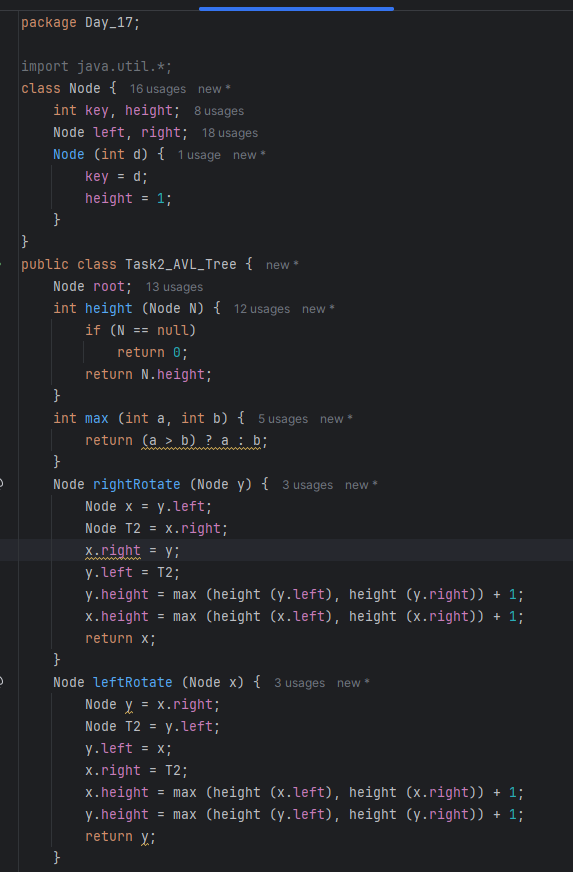 package Day_17;
import java.util.*;
class Node {  16 usages  new *
    int key, height;  8 usages
    Node left, right;  18 usages
    Node (int d) {  1 usage  new *
        key = d;
        height = 1;
    }
}
public class Task2_AVL_Tree {  new *
    Node root;  13 usages
    int height (Node N) {  12 usages  new *
        if (N == null)
            return 0;
        return N.height;
    }
    int max (int a, int b) {  5 usages  new *
        return (a > b) ? a : b;
    }
    Node rightRotate (Node y) {  3 usages  new *
        Node x = y.left;
        Node T2 = x.right;
        x.right = y;
        y.left = T2;
        y.height = max (height (y.left), height (y.right)) + 1;
        x.height = max (height (x.left), height (x.right)) + 1;
        return x;
    }
    Node leftRotate (Node x) {  3 usages  new *
        Node y = x.right;
        Node T2 = y.left;
        y.left = x;
        x.right = T2;
        x.height = max (height (x.left), height (x.right)) + 1;
        y.height = max (height (y.left), height (y.right)) + 1;
        return y;
    }